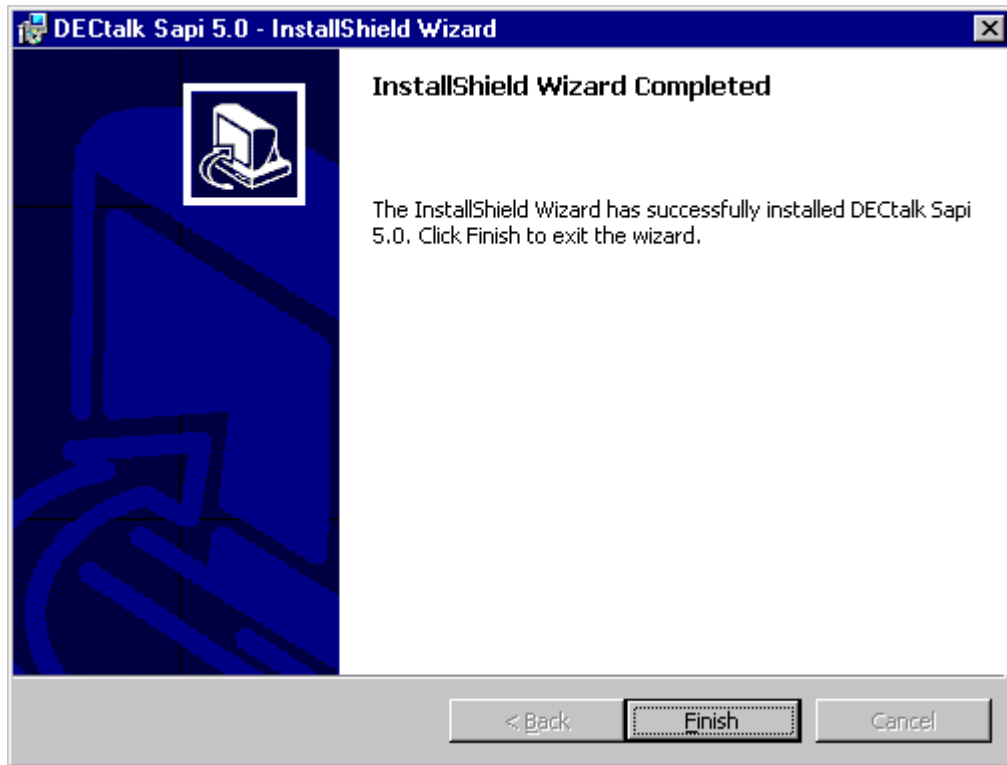 DECtalk Sapi 5.0 - InstallShield Wizard
InstallShield Wizard Completed
The InstallShield Wizard has successfully installed DECtalk Sapi
5.0. Click Finish to exit the wizard.
< Back
Finish
Cancel